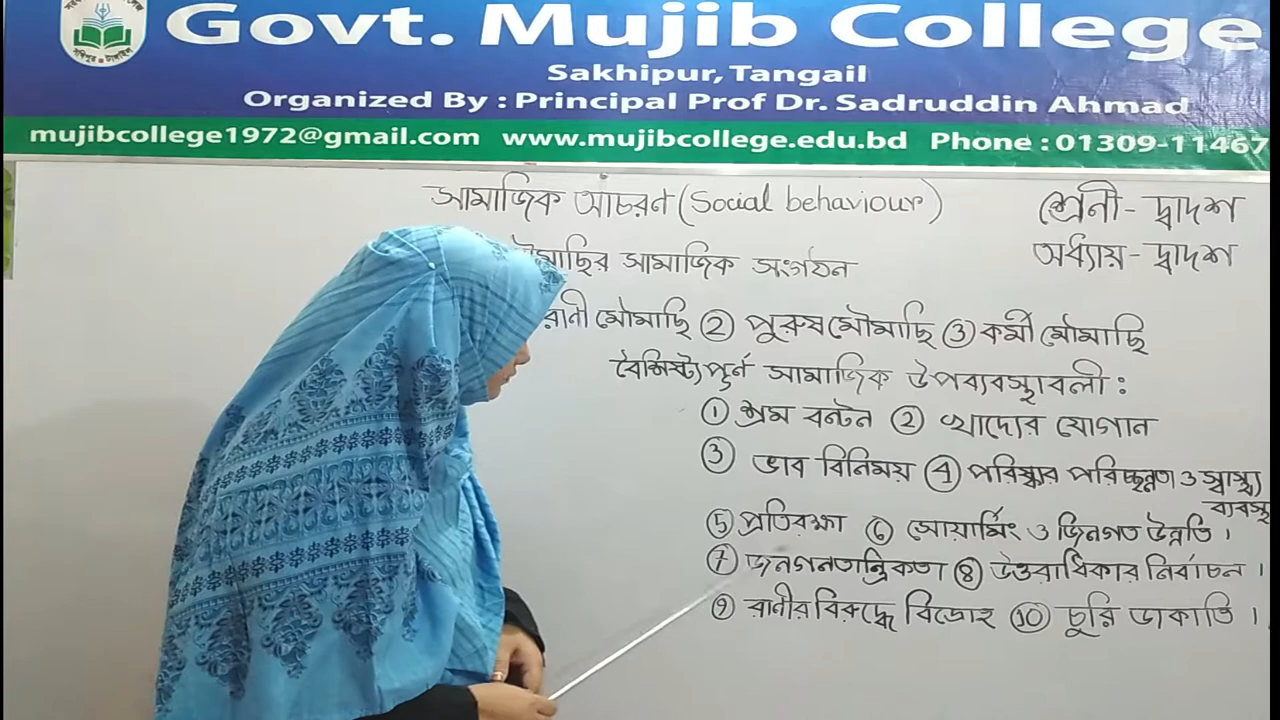 Govt. Mujib College
Sakhipur, Tangail
Organized By : Principal Prof Dr. Sadruddin Ahmad
mujibcollege1972@gmail.com www.mujibcollege.edu.bd Phone : 01309-11467
সামাজিক আচরণ (Social behaviour) শ্রেনী- দ্বাদশ
অধ্যায়- দ্বাদশ
মাছির সামাজিক সংগঠন
রানী মৌমাছি ② পুরুষ মৌমাছি ③ কর্মী মৌমাছি
বৈশিষ্ট্যপূর্ণ সামাজিক উপব্যবস্থাবলী :
① শ্রম বন্টন ② খাদ্যের যোগান
③ ভাব বিনিময় ④ পরিষ্কার পরিচ্ছন্নতা ও স্বাস্থ্য
ব্যবস্থ
⑤ প্রতিরক্ষা ⑥ সোয়ার্মিং ও জিনগত উন্নতি ।
⑦ জনগনতান্ত্রিকতা ⑧ উত্তরাধিকার নির্বাচন ।
⑨ রানীর বিরুদ্ধে বিদ্রোহ ⑩ চুরি ডাকাতি ।